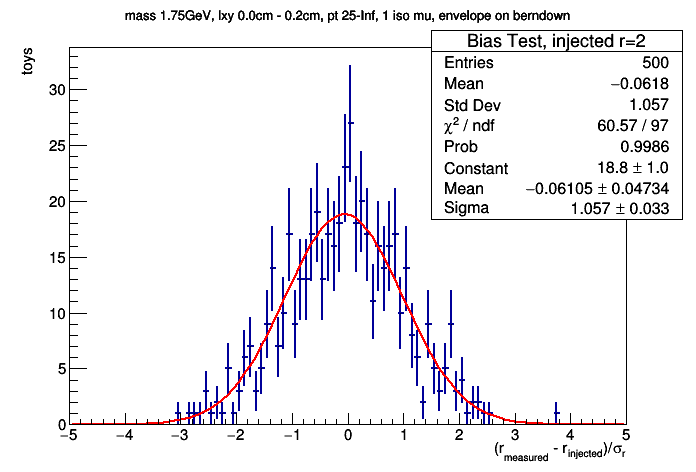 mass 1.75GeV, lxy 0.0cm - 0.2cm, pt 25-Inf, 1 iso mu, envelope on berndown
toys
Bias Test, injected r=2
Entries 500
Mean −0.0618
Std Dev 1.057
χ² / ndf 60.57 / 97
Prob 0.9986
Constant 18.8 ± 1.0
Mean −0.06105 ± 0.04734
Sigma 1.057 ± 0.033
30
25
20
15
10
5
0
−5 −4 −3 −2 −1 0 1 2 3 4 5
(r_measured - r_injected)/σ_r